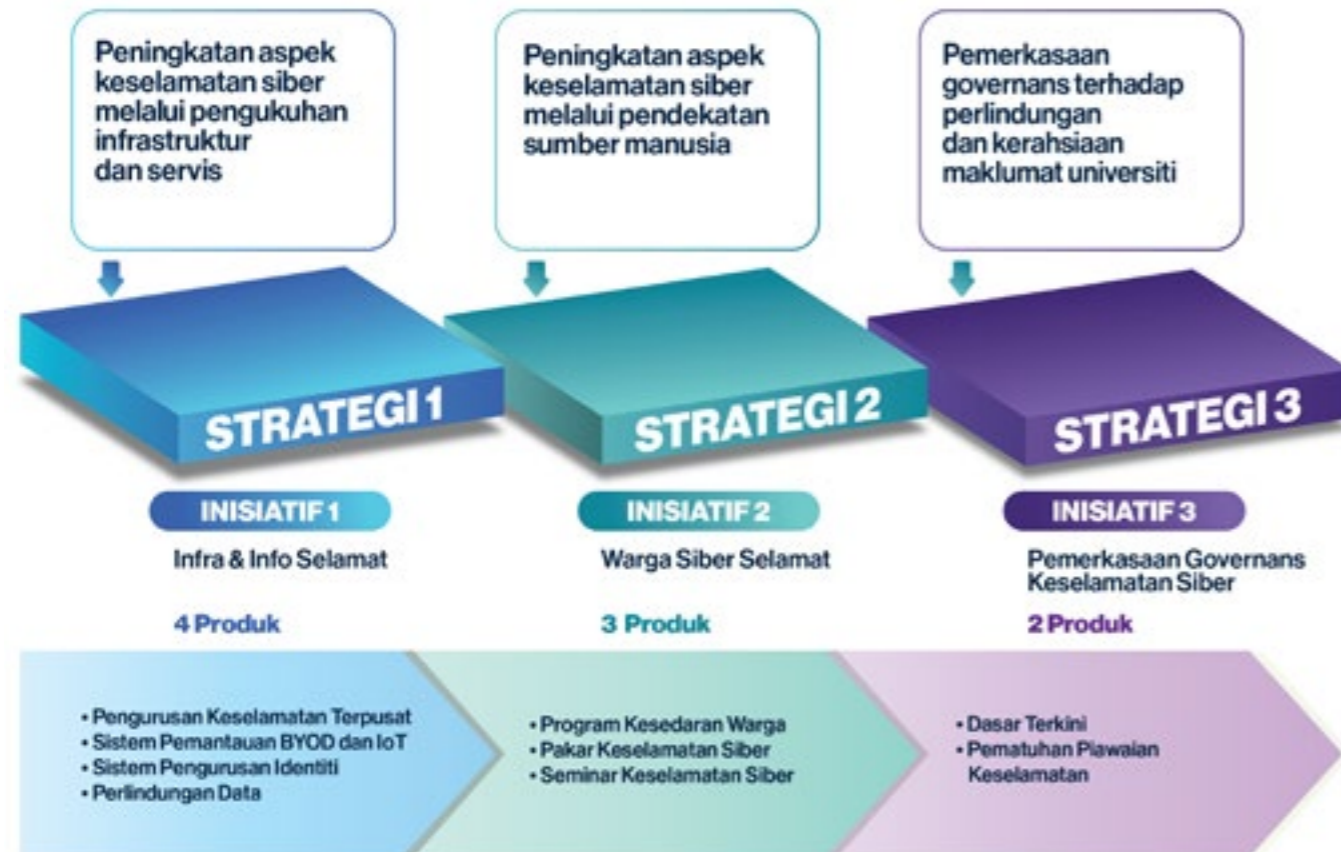 Peningkatan aspek
keselamatan siber
melalui pengukuhan
infrastruktur
dan servis
Peningkatan aspek
keselamatan siber
melalui pendekatan
sumber manusia
Pemerkasaan
governans terhadap
perlindungan
dan kerahsiaan
maklumat universiti
STRATEGI 1
STRATEGI 2
STRATEGI 3
INISIATIF 1
Infra & Info Selamat
4 Produk
INISIATIF 2
Warga Siber Selamat
3 Produk
INISIATIF 3
Pemerkasaan Governans
Keselamatan Siber
2 Produk
• Pengurusan Keselamatan Terpusat
• Sistem Pemantauan BYOD dan IoT
• Sistem Pengurusan Identiti
• Perlindungan Data
• Program Kesedaran Warga
• Pakar Keselamatan Siber
• Seminar Keselamatan Siber
• Dasar Terkini
• Pematuhan Piawaian
Keselamatan